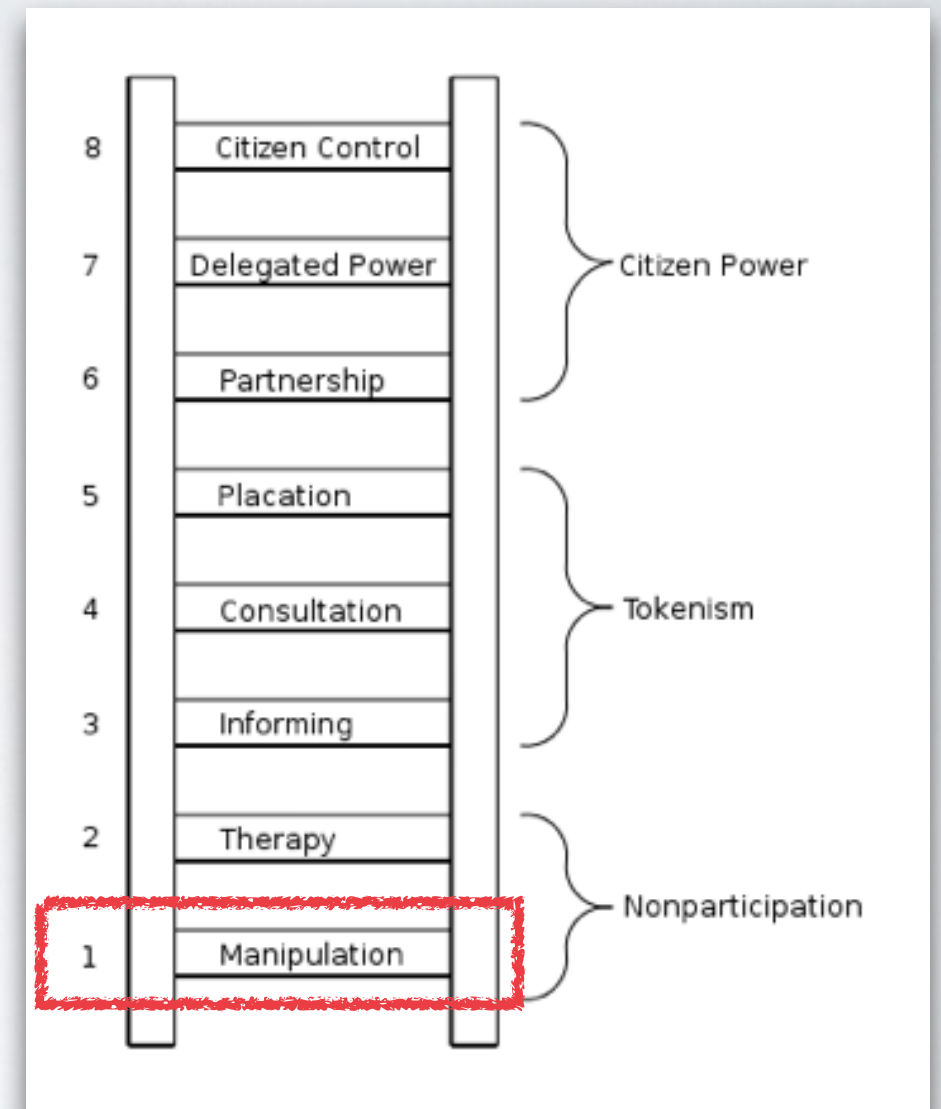 8 Citizen Control
7 Delegated Power
Citizen Power
6 Partnership
5 Placation
4 Consultation
Tokenism
3 Informing
2 Therapy
Nonparticipation
1 Manipulation